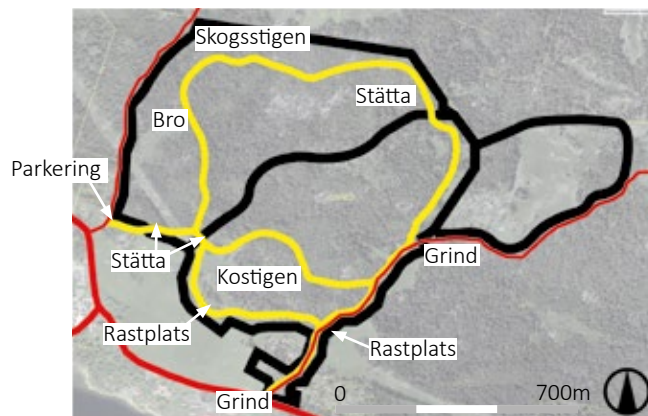 Skogsstigen
Stätta
Bro
Parkering
Stätta
Kostigen
Grind
Rastplats
Rastplats
Grind
0 700m